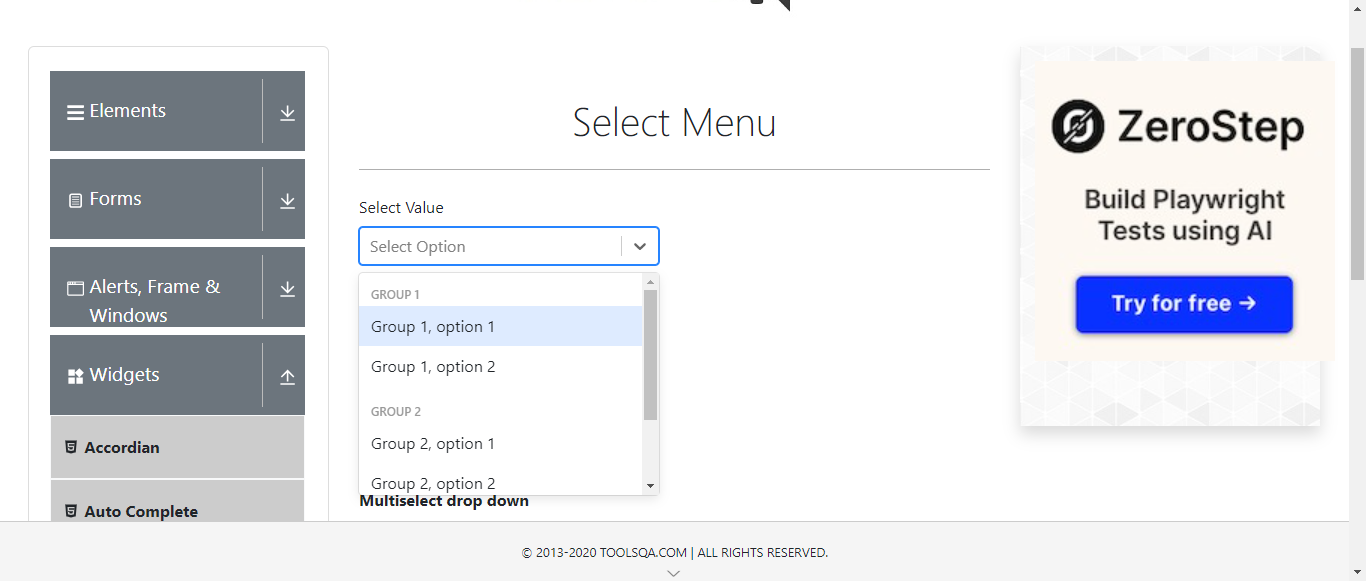 Elements
Forms
Alerts, Frame &
Windows
Widgets
Accordian
Auto Complete
Select Menu
Select Value
Select Option
GROUP 1
Group 1, option 1
Group 1, option 2
GROUP 2
Group 2, option 1
Group 2, option 2
Multiselect drop down
ZeroStep
Build Playwright
Tests using AI
Try for free →
© 2013-2020 TOOLSQA.COM | ALL RIGHTS RESERVED.